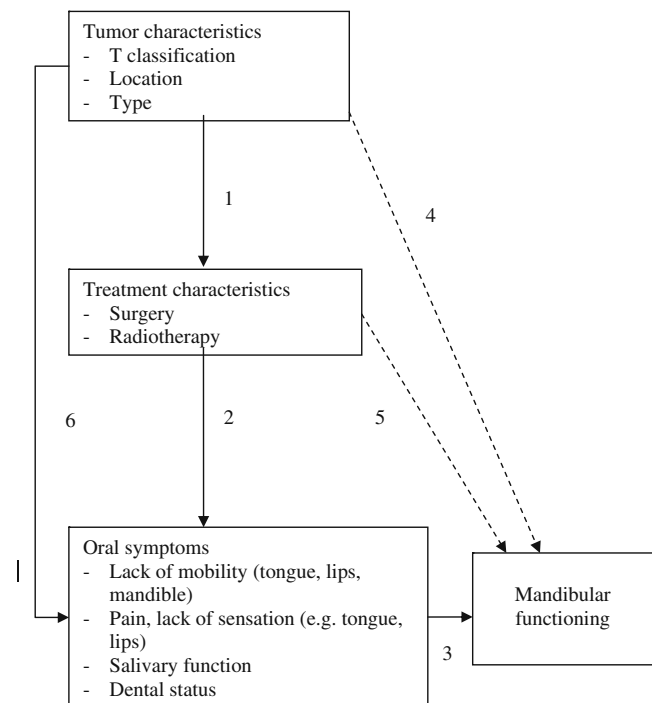 Tumor characteristics
- T classification
- Location
- Type
1
4
Treatment characteristics
- Surgery
- Radiotherapy
6
2
5
Oral symptoms
- Lack of mobility (tongue, lips,
mandible)
- Pain, lack of sensation (e.g. tongue,
lips)
- Salivary function
- Dental status
3
Mandibular
functioning